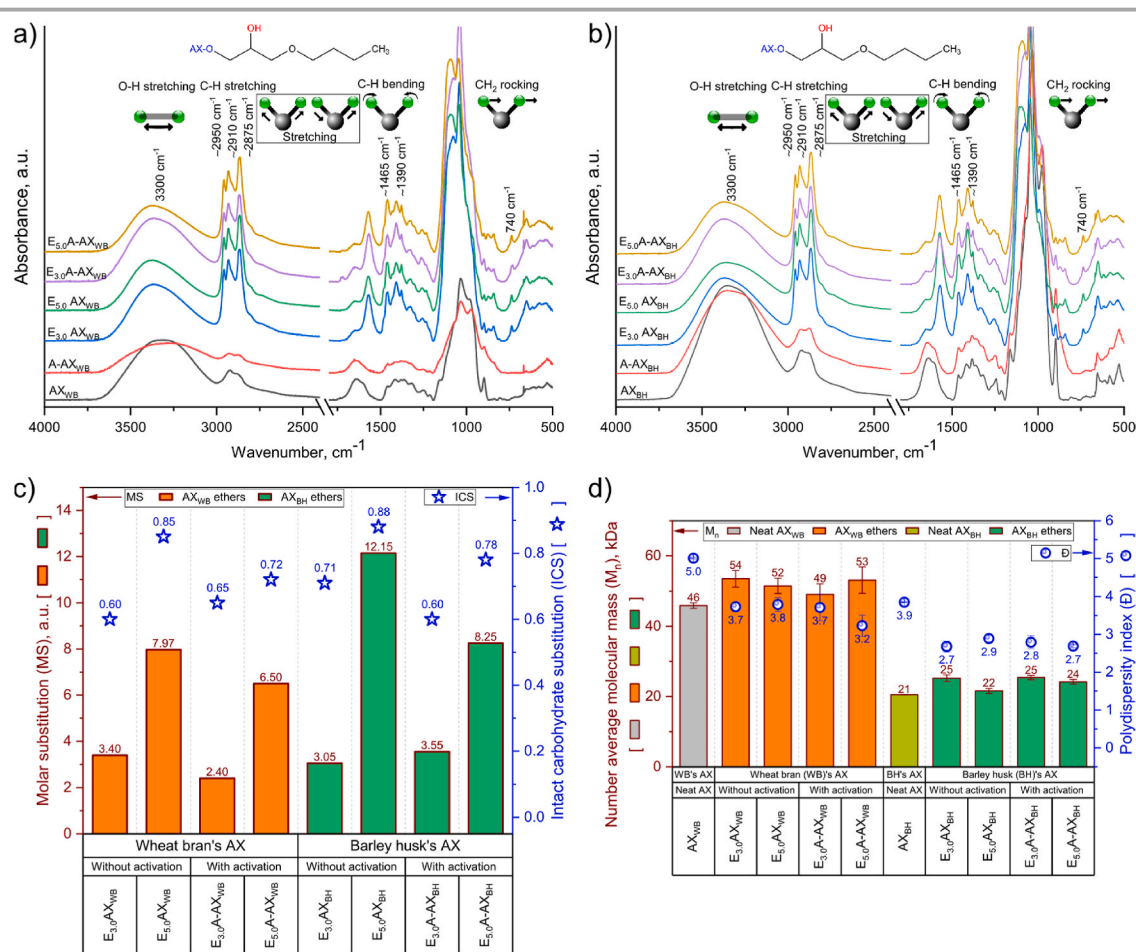 a)
OH
AX-O
O
CH3
O-H stretching
C-H stretching
Stretching
C-H bending
CH2 rocking
3300 cm-1
~2950 cm-1
~2910 cm-1
~2875 cm-1
~1465 cm-1
~1390 cm-1
740 cm-1
Absorbance, a.u.
E5.0A-AXWB
E3.0A-AXWB
E5.0 AXWB
E3.0 AXWB
A-AXWB
AXWB
4000 3500 3000 2500 1500 1000 500
Wavenumber, cm-1
b)
OH
AX-O
O
CH3
O-H stretching
C-H stretching
Stretching
C-H bending
CH2 rocking
3300 cm-1
~2950 cm-1
~2910 cm-1
~2875 cm-1
~1465 cm-1
~1390 cm-1
740 cm-1
Absorbance, a.u.
E5.0A-AXBH
E3.0A-AXBH
E5.0 AXBH
E3.0 AXBH
A-AXBH
AXBH
4000 3500 3000 2500 1500 1000 500
Wavenumber, cm-1
c)
MS AXWB ethers AXBH ethers
ICS
Molar substitution (MS), a.u. [ ]
14
12
10
8
6
4
2
0
Intact carbohydrate substitution (ICS) [ ]
1.0
0.8
0.6
0.4
0.2
0.0
0.60
0.85
0.65
0.72
0.71
0.88
0.60
0.78
3.40
7.97
2.40
6.50
3.05
12.15
3.55
8.25
Wheat bran's AX Barley husk's AX
Without activation With activation Without activation With activation
E3.0AXWB
E5.0AXWB
E3.0A-AXWB
E5.0A-AXWB
E3.0AXBH
E5.0AXBH
E3.0A-AXBH
E5.0A-AXBH
d)
Mn Neat AXWB AXWB ethers Neat AXBH AXBH ethers
Đ
Number average molecular mass (Mn), kDa
[ ]
60
40
20
0
Polydispersity index (Đ) [ ]
6
5
4
3
2
1
0
5.0
46
54
3.7
52
3.8
49
3.7
53
3.2
3.9
21
2.7
25
2.9
22
2.8
25
2.7
24
WB's AX Wheat bran (WB)'s AX BH's AX Barley husk (BH)'s AX
Neat AX Without activation With activation Neat AX Without activation With activation
AXWB
E3.0AXWB
E5.0AXWB
E3.0A-AXWB
E5.0A-AXWB
AXBH
E3.0AXBH
E5.0AXBH
E3.0A-AXBH
E5.0A-AXBH